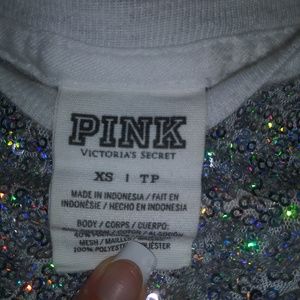 PINK
VICTORIA'S SECRET
XS | TP
MADE IN INDONESIA / FAIT EN
INDONÉSIE / HECHO EN INDONESIA
BODY / CORPS / CUERPO:
MESH / MAILLE
100% POLYESTER